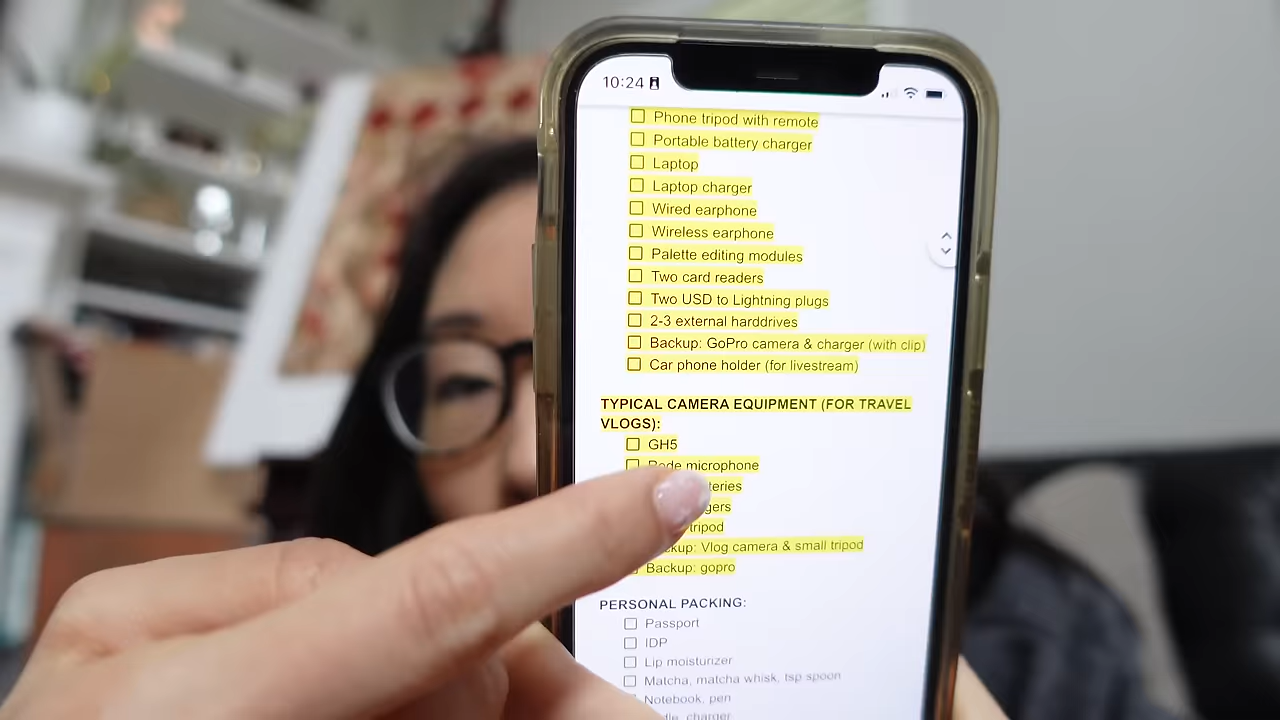 10:24
Phone tripod with remote
Portable battery charger
Laptop
Laptop charger
Wired earphone
Wireless earphone
Palette editing modules
Two card readers
Two USD to Lightning plugs
2-3 external harddrives
Backup: GoPro camera & charger (with clip)
Car phone holder (for livestream)
TYPICAL CAMERA EQUIPMENT (FOR TRAVEL
VLOGS):
GH5
Rode microphone
tripod
Vlog camera & small tripod
Backup: gopro
PERSONAL PACKING:
Passport
IDP
Lip moisturizer
Matcha, matcha whisk, tsp spoon
Notebook, pen
charger